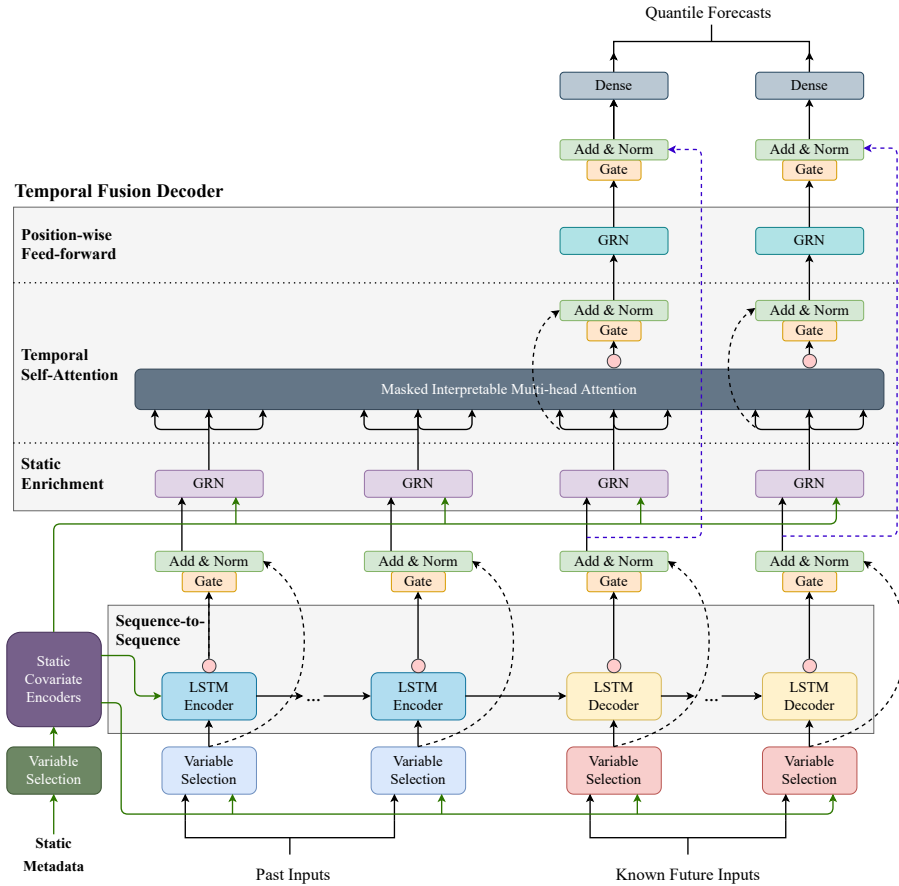 Quantile Forecasts
Dense
Dense
Add & Norm
Add & Norm
Gate
Gate
Temporal Fusion Decoder
Position-wise
Feed-forward
GRN
GRN
Add & Norm
Add & Norm
Gate
Gate
Temporal
Self-Attention
Masked Interpretable Multi-head Attention
Static
Enrichment
GRN
GRN
GRN
GRN
Add & Norm
Add & Norm
Add & Norm
Add & Norm
Gate
Gate
Gate
Gate
Sequence-to-
Sequence
Static
Covariate
Encoders
LSTM
Encoder
...
LSTM
Encoder
LSTM
Decoder
...
LSTM
Decoder
Variable
Selection
Variable
Selection
Variable
Selection
Variable
Selection
Variable
Selection
Static
Metadata
Past Inputs
Known Future Inputs